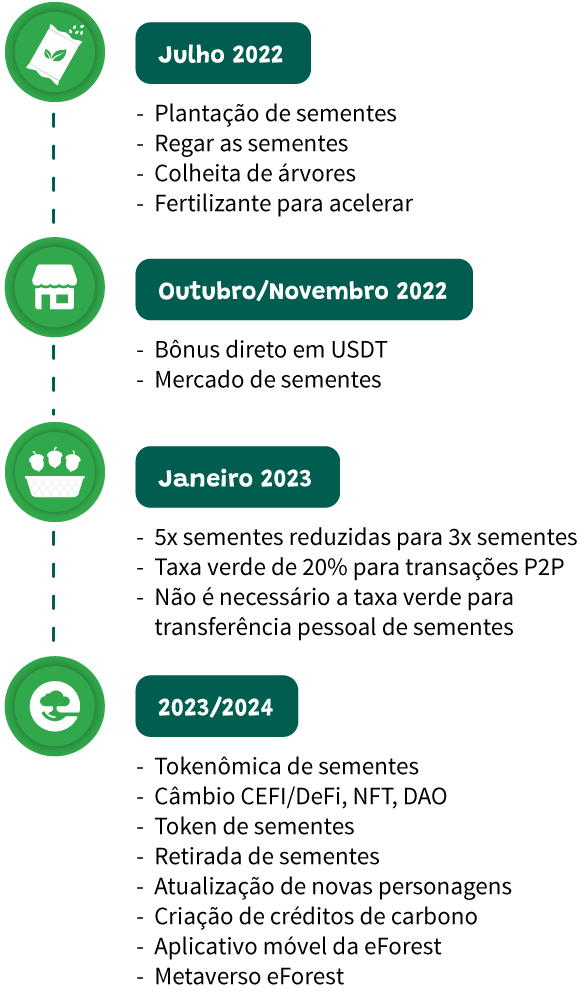 Julho 2022
- Plantação de sementes
- Regar as sementes
- Colheita de árvores
- Fertilizante para acelerar
Outubro/Novembro 2022
- Bônus direto em USDT
- Mercado de sementes
Janeiro 2023
- 5x sementes reduzidas para 3x sementes
- Taxa verde de 20% para transações P2P
- Não é necessário a taxa verde para
transferência pessoal de sementes
2023/2024
- Tokenômica de sementes
- Câmbio CEFI/DeFi, NFT, DAO
- Token de sementes
- Retirada de sementes
- Atualização de novas personagens
- Criação de créditos de carbono
- Aplicativo móvel da eForest
- Metaverso eForest